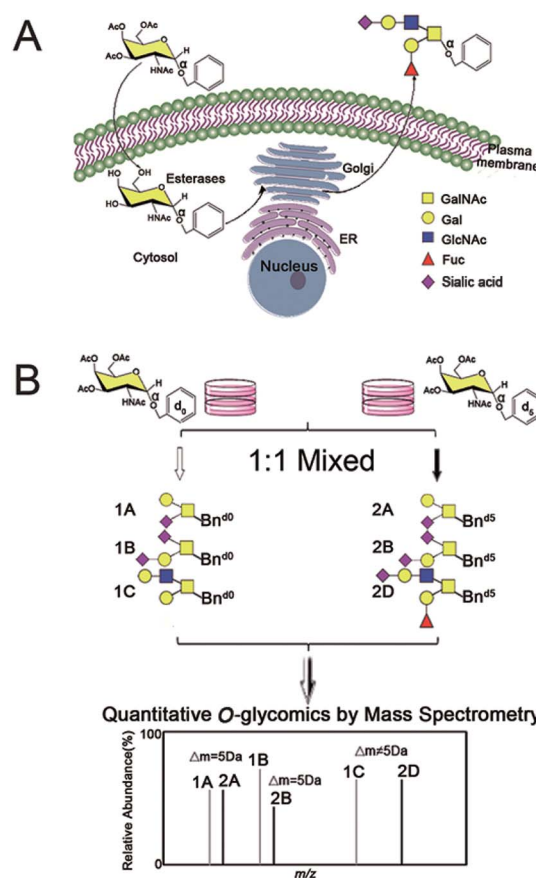 A
OAc
AcO
AcO
H
α
HNAc
O
α
Plasma
membrane
OH
HO
HO
Esterases
H
HNAc
α
O
Golgi
ER
Cytosol
Nucleus
GalNAc
Gal
GlcNAc
Fuc
Sialic acid
B
AcO OAc
AcO
H
α
HNAc
O
d0
AcO OAc
AcO
H
α
HNAc
O
d5
1:1 Mixed
1A
Bnd0
1B
Bnd0
1C
Bnd0
2A
Bnd5
2B
Bnd5
2D
Bnd5
Quantitative O-glycomics by Mass Spectrometry
Relative Abundance(%)
100
0
△m=5Da
1A 2A
1B
△m=5Da
2B
△m≠5Da
1C 2D
m/z